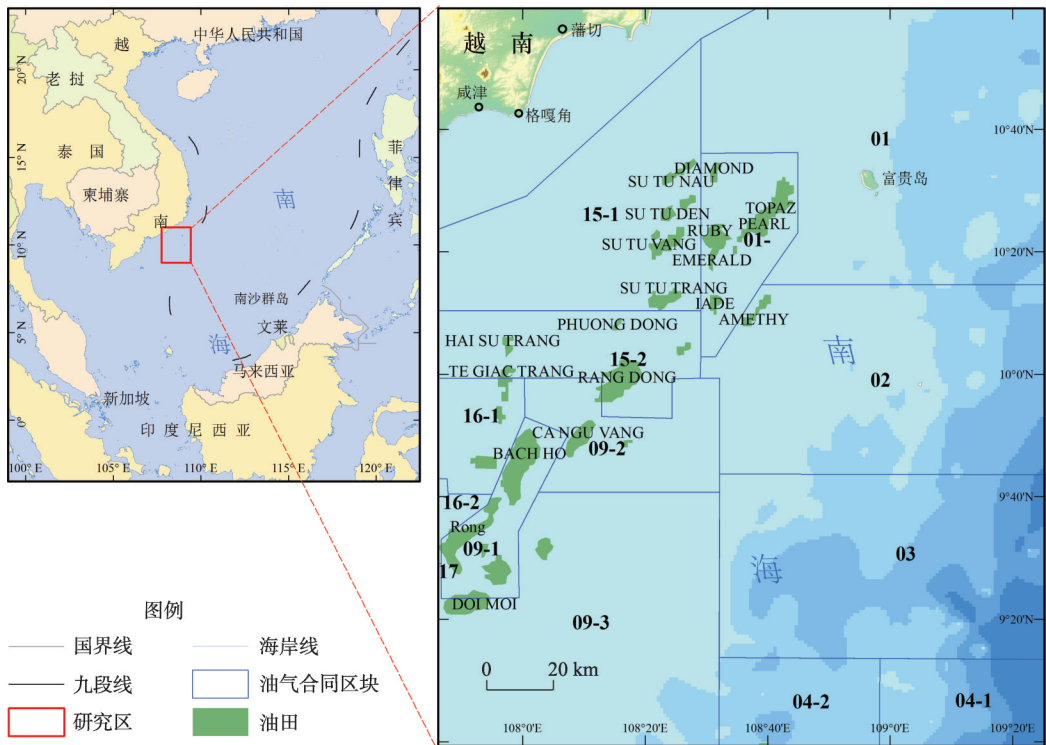 中华人民共和国
越
老挝
泰国
柬埔寨
南
菲律宾
南
南沙群岛
文莱
海
马来西亚
新加坡
印度尼西亚
20°N
15°N
10°N
5°N
0°
100°E
105°E
110°E
115°E
120°E
越南
藩切
咸津
格嘎角
01
富贵岛
DIAMOND
SU TU NAU
15-1
SU TU DEN
TOPAZ
PEARL
RUBY
01-
SU TU VANG
EMERALD
SU TU TRANG
JADE
AMETHY
PHUONG DONG
HAI SU TRANG
15-2
TE GIAC TRANG
RANG DONG
南
02
16-1
CA NGU VANG
09-2
BACH HO
16-2
Rong
09-1
17
海
03
DOI MOI
09-3
0
20 km
04-2
04-1
10°40′N
10°20′N
10°0′N
9°40′N
9°20′N
108°0′E
108°20′E
108°40′E
109°0′E
109°20′E
图例
国界线
海岸线
九段线
油气合同区块
研究区
油田